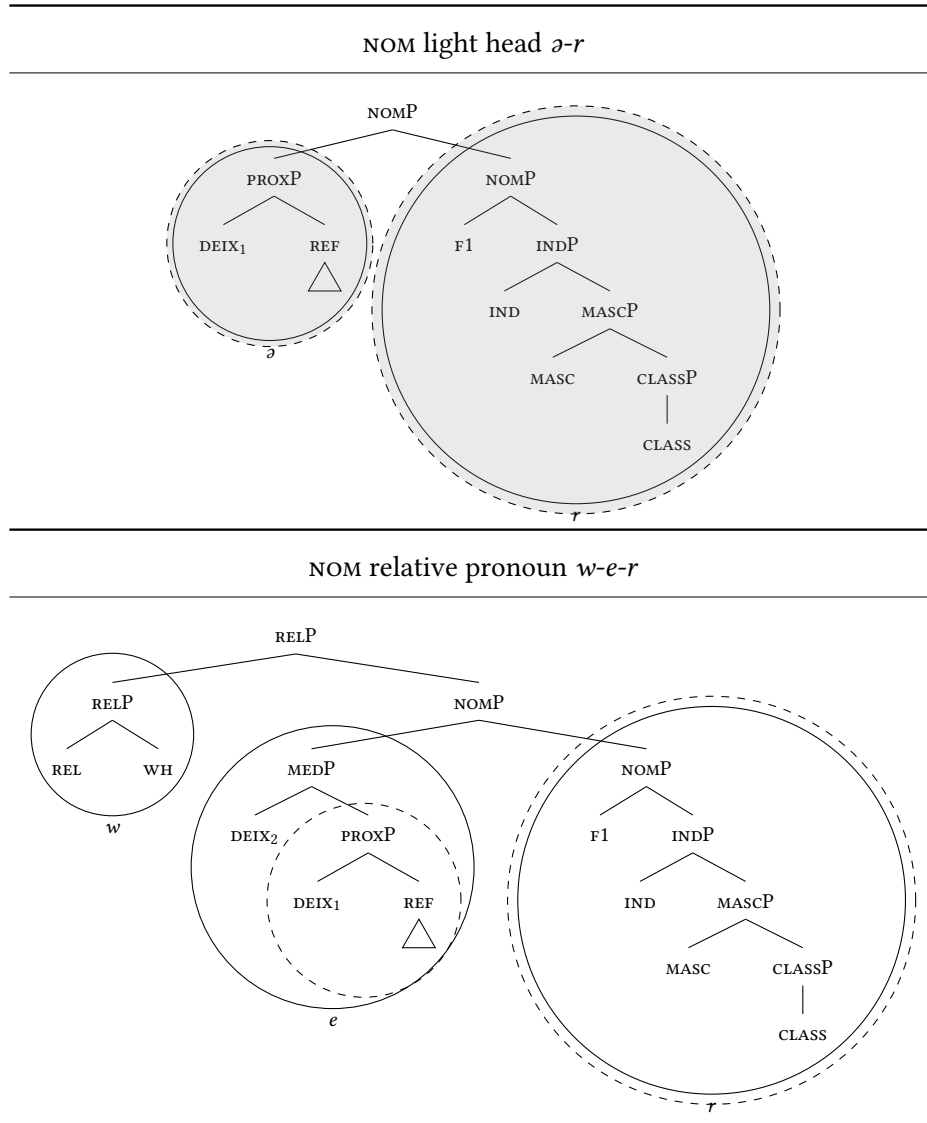 NOM light head ə-r
NOMP
PROXP NOMP
DEIX₁ REF F1 INDP
IND MASCP
ə
MASC CLASSP
CLASS
r
NOM relative pronoun w-e-r
RELP
RELP NOMP
REL WH MEDP NOMP
w
DEIX₂ PROXP F1 INDP
DEIX₁ REF IND MASCP
MASC CLASSP
e
CLASS
r